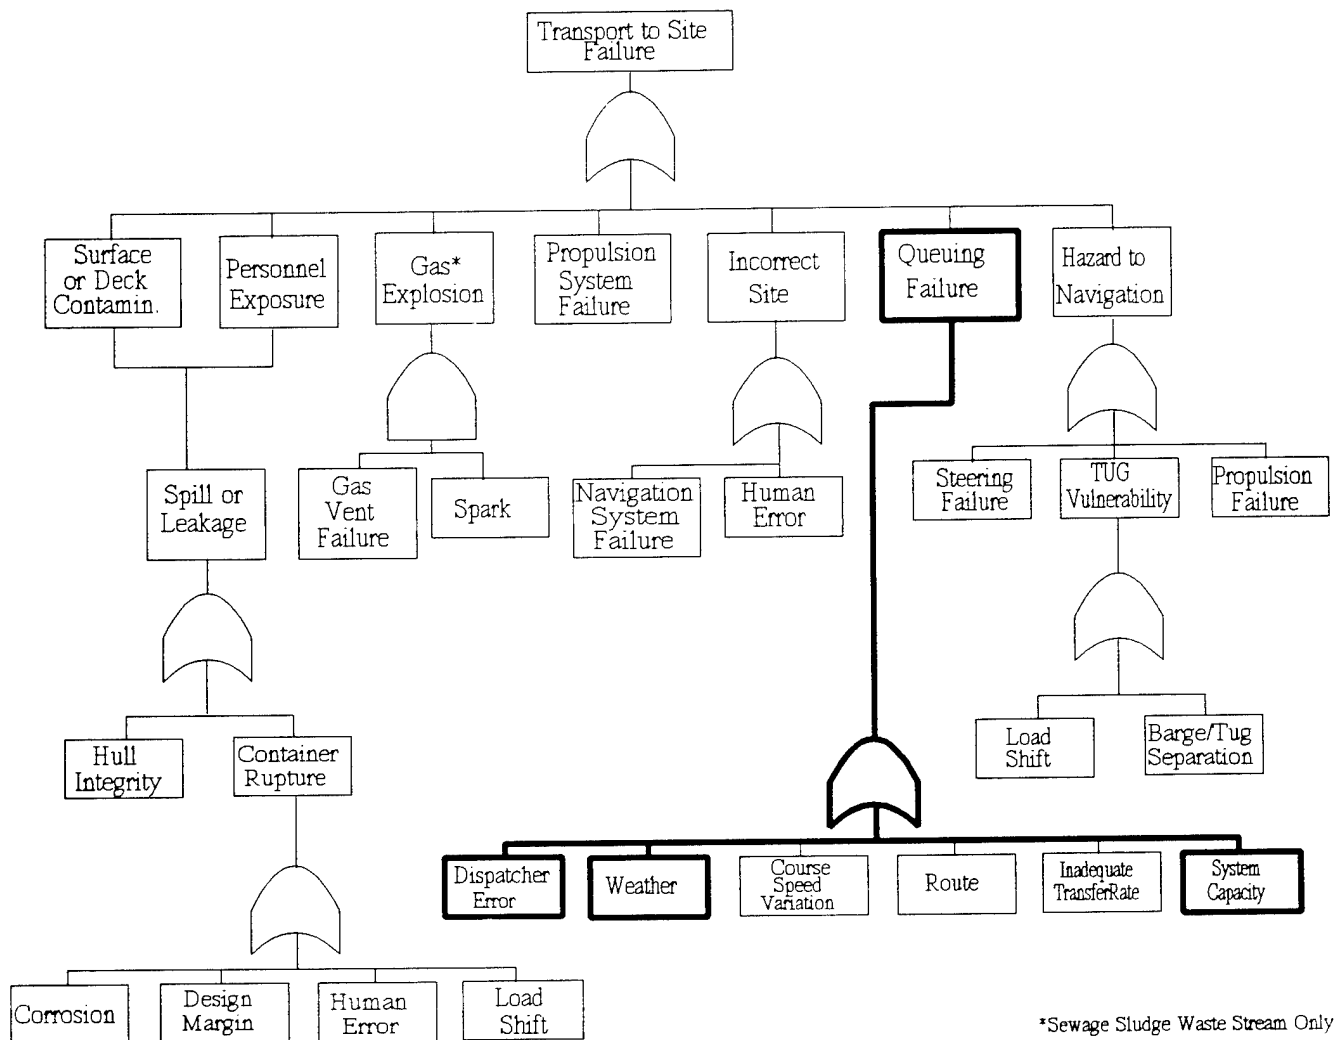 Transport to Site
Failure
Surface
or Deck
Contamin.
Personnel
Exposure
Gas*
Explosion
Propulsion
System
Failure
Incorrect
Site
Queuing
Failure
Hazard to
Navigation
Spill or
Leakage
Gas
Vent
Failure
Spark
Navigation
System
Failure
Human
Error
Steering
Failure
TUG
Vulnerability
Propulsion
Failure
Hull
Integrity
Container
Rupture
Load
Shift
Barge/Tug
Separation
Dispatcher
Error
Weather
Course
Speed
Variation
Route
Inadequate
TransferRate
System
Capacity
Corrosion
Design
Margin
Human
Error
Load
Shift
*Sewage Sludge Waste Stream Only